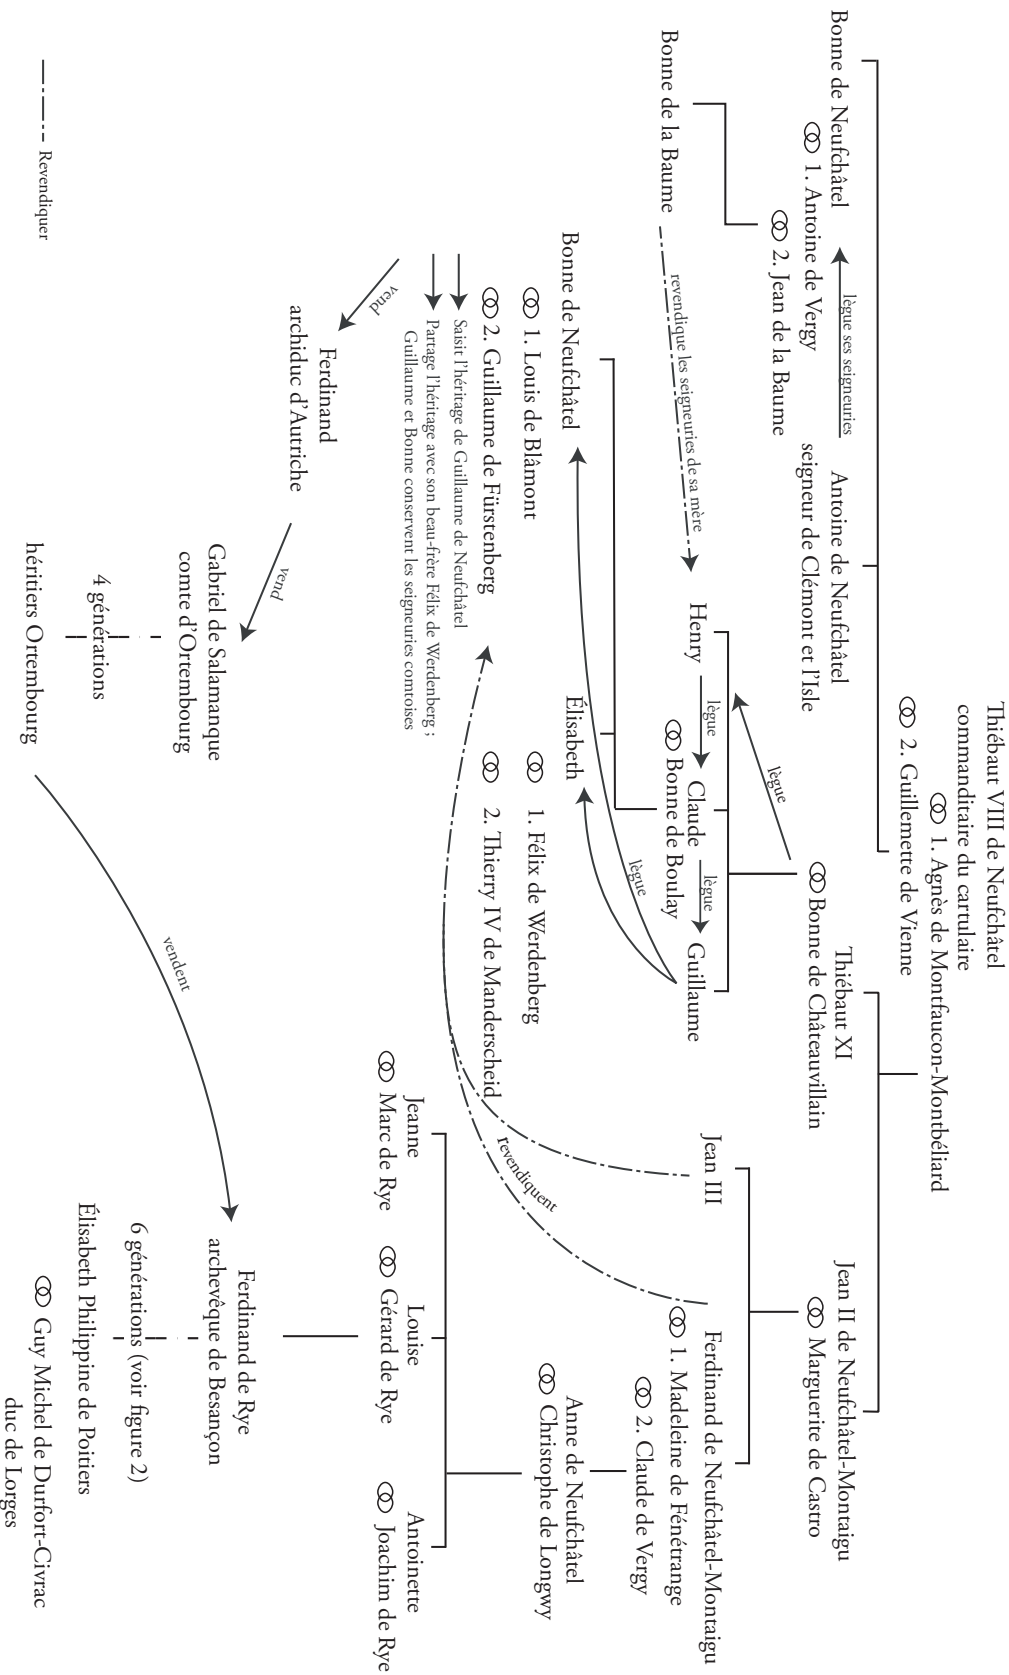 Thiébaut VIII de Neufchâtel
commanditaire du cartulaire
⚭ 1. Agnès de Montfaucon-Montbéliard
⚭ 2. Guillemette de Vienne
Bonne de Neufchâtel
⚭ 1. Antoine de Vergy
⚭ 2. Jean de la Baume
lègue ses seigneuries
Antoine de Neufchâtel
seigneur de Clémont et l'Isle
Thiébaut XI
⚭ Bonne de Châteauvillain
Jean II de Neufchâtel-Montaigu
⚭ Marguerite de Castro
lègue
Bonne de la Baume
revendique les seigneuries de sa mère
Henry
lègue
Claude
⚭ Bonne de Boulay
lègue
Guillaume
Jean III
Ferdinand de Neufchâtel-Montaigu
⚭ 1. Madeleine de Fénétrange
⚭ 2. Claude de Vergy
lègue
Bonne de Neufchâtel
⚭ 1. Louis de Blâmont
⚭ 2. Guillaume de Fürstenberg
Saisit l'héritage de Guillaume de Neufchâtel
Partage l'héritage avec son beau-frère Félix de Werdenberg ;
Guillaume et Bonne conservent les seigneuries comtoises
Élisabeth
⚭ 1. Félix de Werdenberg
⚭ 2. Thierry IV de Manderscheid
revendiquent
Anne de Neufchâtel
⚭ Christophe de Longwy
Jeanne
⚭ Marc de Rye
Louise
⚭ Gérard de Rye
Antoinette
⚭ Joachim de Rye
vend
Ferdinand
archiduc d'Autriche
vend
Gabriel de Salamanque
comte d'Ortembourg
4 générations
héritiers Ortembourg
vendent
Ferdinand de Rye
archevêque de Besançon
6 générations (voir figure 2)
Élisabeth Philippine de Poitiers
⚭ Guy Michel de Durfort-Civrac
duc de Lorges
Revendiquer